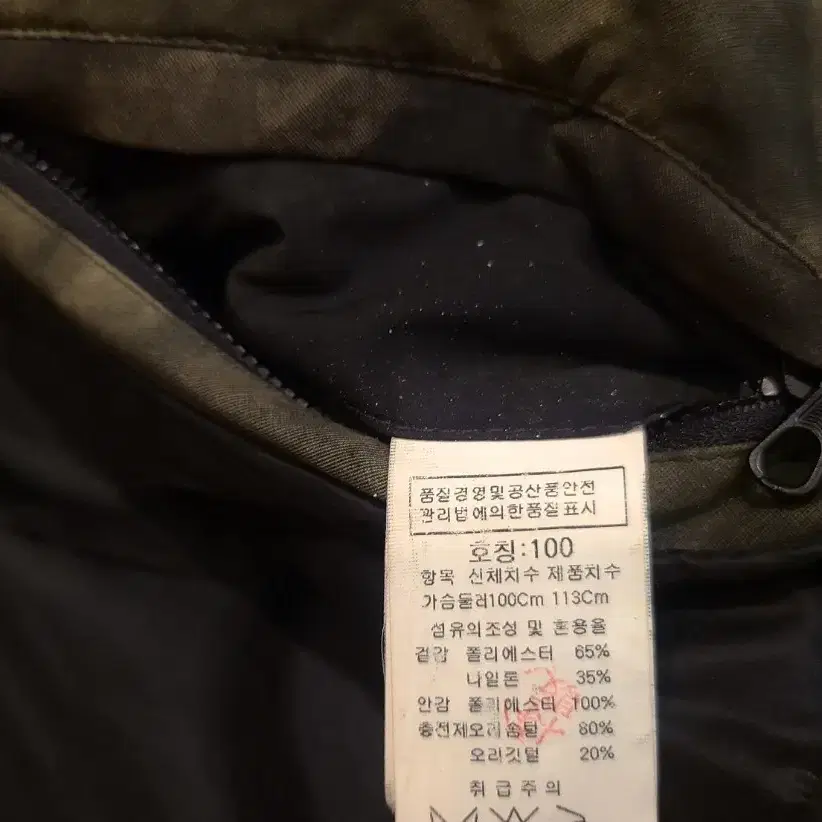 품질경영및공산품안전
관리법에의한품질표시
호칭:100
항목 신체치수 제품치수
가슴둘레100Cm 113Cm
섬유의조성 및 혼용율
겉감 폴리에스터 65%
나일론 35%
안감 폴리에스터 100%
충전제오리솜털 80%
오리깃털 20%
취급주의